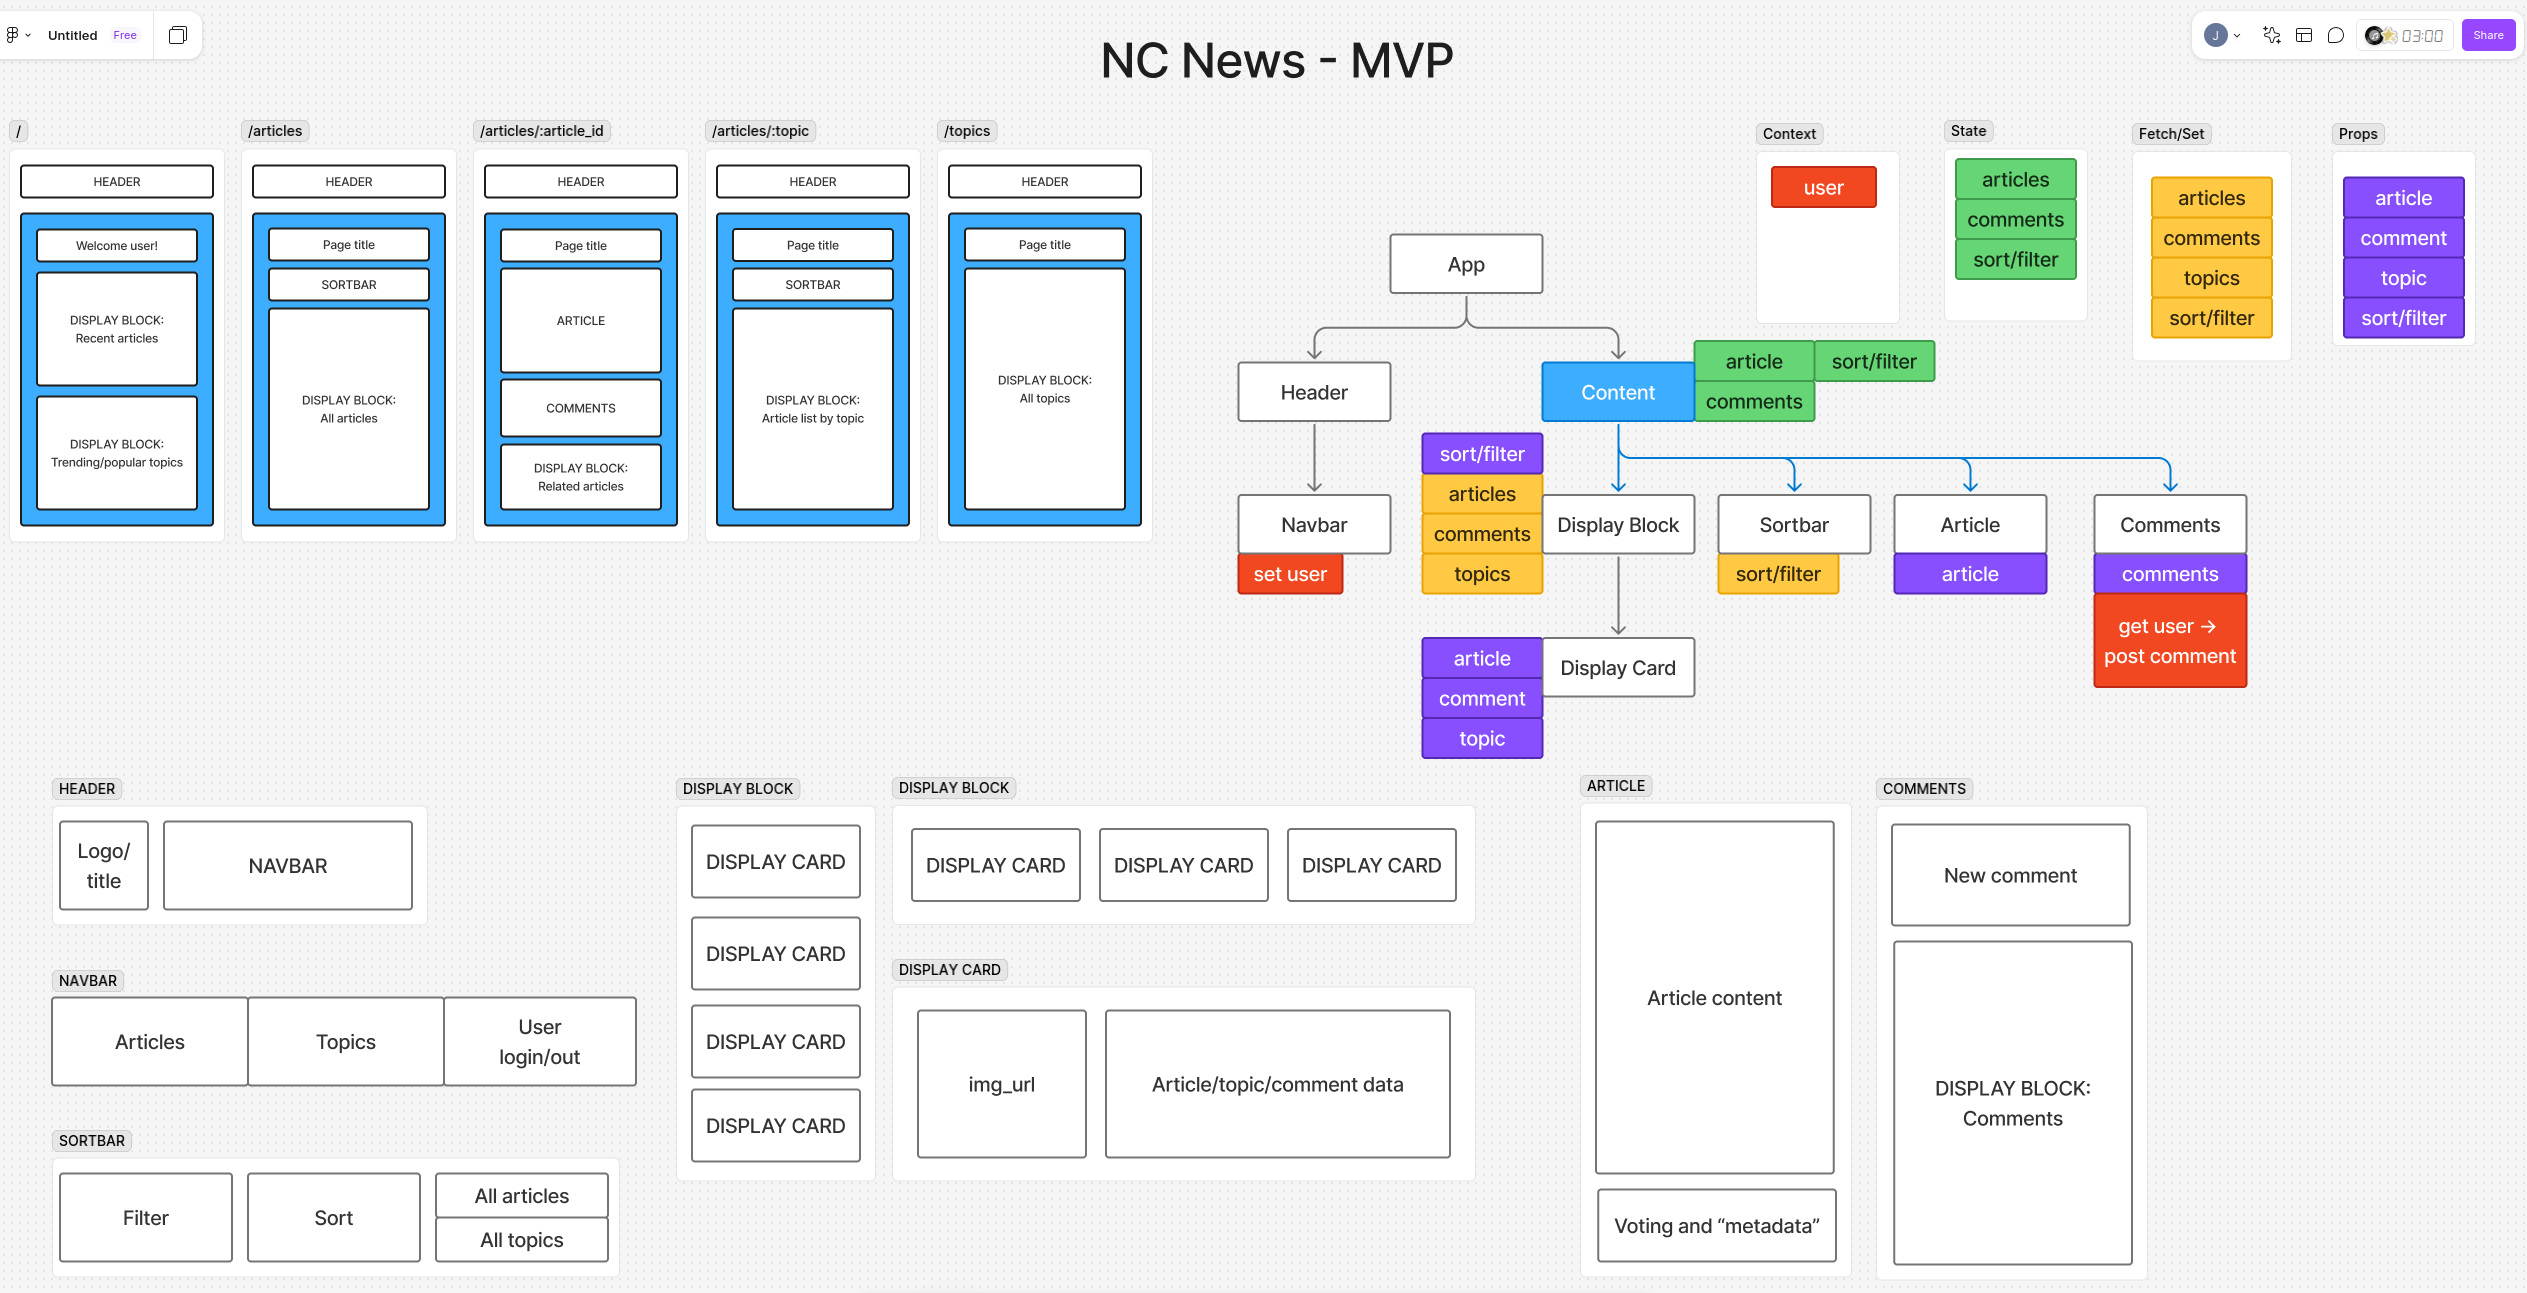 Untitled
Free
J
03:00
Share
NC News - MVP
/
HEADER
Welcome user!
DISPLAY BLOCK:
Recent articles
DISPLAY BLOCK:
Trending/popular topics
/articles
HEADER
Page title
SORTBAR
DISPLAY BLOCK:
All articles
/articles/:article_id
HEADER
Page title
ARTICLE
COMMENTS
DISPLAY BLOCK:
Related articles
/articles/:topic
HEADER
Page title
SORTBAR
DISPLAY BLOCK:
Article list by topic
/topics
HEADER
Page title
DISPLAY BLOCK:
All topics
Context
user
State
articles
comments
sort/filter
Fetch/Set
articles
comments
topics
sort/filter
Props
article
comment
topic
sort/filter
App
Header
Content
article
sort/filter
comments
Navbar
set user
sort/filter
articles
comments
topics
Display Block
Sortbar
sort/filter
Article
article
Comments
comments
get user →
post comment
article
comment
topic
Display Card
HEADER
Logo/
title
NAVBAR
NAVBAR
Articles
Topics
User
login/out
SORTBAR
Filter
Sort
All articles
All topics
DISPLAY BLOCK
DISPLAY CARD
DISPLAY CARD
DISPLAY CARD
DISPLAY CARD
DISPLAY BLOCK
DISPLAY CARD
DISPLAY CARD
DISPLAY CARD
DISPLAY CARD
img_url
Article/topic/comment data
ARTICLE
Article content
Voting and “metadata”
COMMENTS
New comment
DISPLAY BLOCK:
Comments